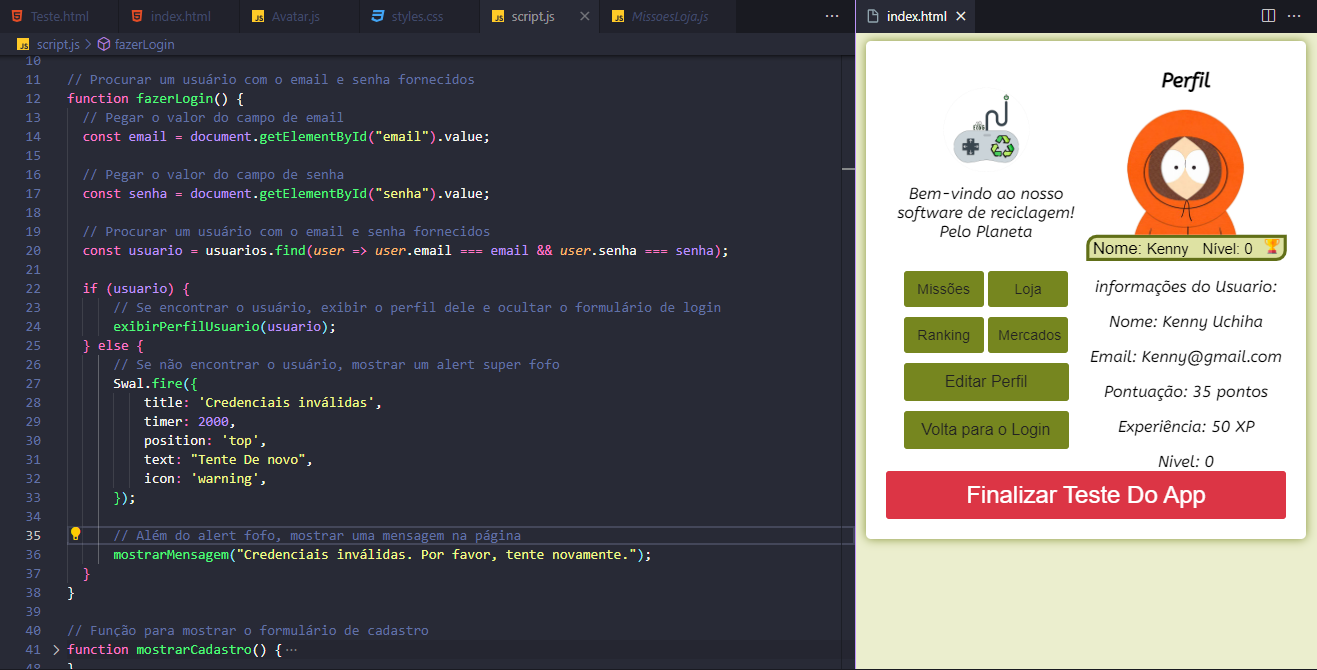 Teste.html
index.html
Avatar.js
styles.css
script.js
MissoesLoja.js
script.js > fazerLogin
10
11 // Procurar um usuário com o email e senha fornecidos
12 function fazerLogin() {
13 // Pegar o valor do campo de email
14 const email = document.getElementById("email").value;
15
16 // Pegar o valor do campo de senha
17 const senha = document.getElementById("senha").value;
18
19 // Procurar um usuário com o email e senha fornecidos
20 const usuario = usuarios.find(user => user.email === email && user.senha === senha);
21
22 if (usuario) {
23 // Se encontrar o usuário, exibir o perfil dele e ocultar o formulário de login
24 exibirPerfilUsuario(usuario);
25 } else {
26 // Se não encontrar o usuário, mostrar um alert super fofo
27 Swal.fire({
28 title: 'Credenciais inválidas',
29 timer: 2000,
30 position: 'top',
31 text: "Tente De novo",
32 icon: 'warning',
33 });
34
35 // Além do alert fofo, mostrar uma mensagem na página
36 mostrarMensagem("Credenciais inválidas. Por favor, tente novamente.");
37 }
38 }
39
40 // Função para mostrar o formulário de cadastro
41 function mostrarCadastro() {···
48 }
index.html
Bem-vindo ao nosso
software de reciclagem!
Pelo Planeta
Missões
Loja
Ranking
Mercados
Editar Perfil
Volta para o Login
Perfil
Nome: Kenny Nível: 0
informações do Usuario:
Nome: Kenny Uchiha
Email: Kenny@gmail.com
Pontuação: 35 pontos
Experiência: 50 XP
Nivel: 0
Finalizar Teste Do App